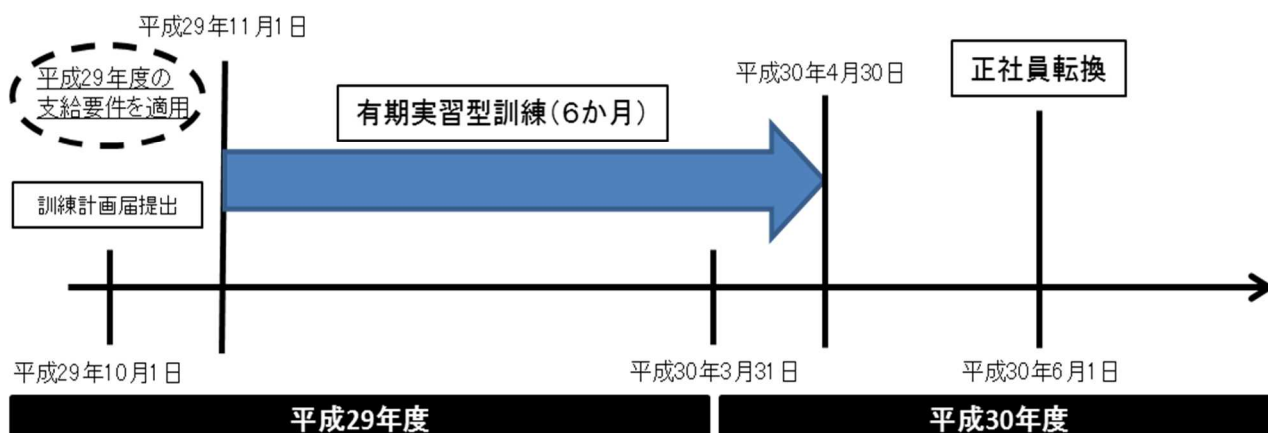 平成29年11月1日
平成29年度の
支給要件を適用
有期実習型訓練(6か月)
平成30年4月30日
正社員転換
訓練計画届提出
平成29年10月1日
平成30年3月31日
平成30年6月1日
平成29年度
平成30年度